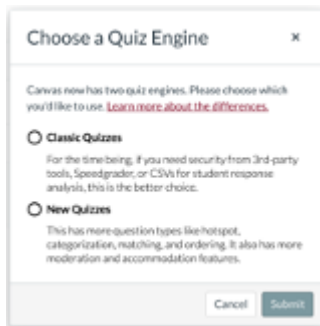 Choose a Quiz Engine ×
Canvas now has two quiz engines. Please choose which
you'd like to use. Learn more about the differences.
Classic Quizzes
For the time being, if you need security from 3rd-party
tools, Speedgrader, or CSVs for student response
analysis, this is the better choice.
New Quizzes
This has more question types like hotspot,
categorization, matching, and ordering. It also has more
moderation and accommodation features.
Cancel Submit